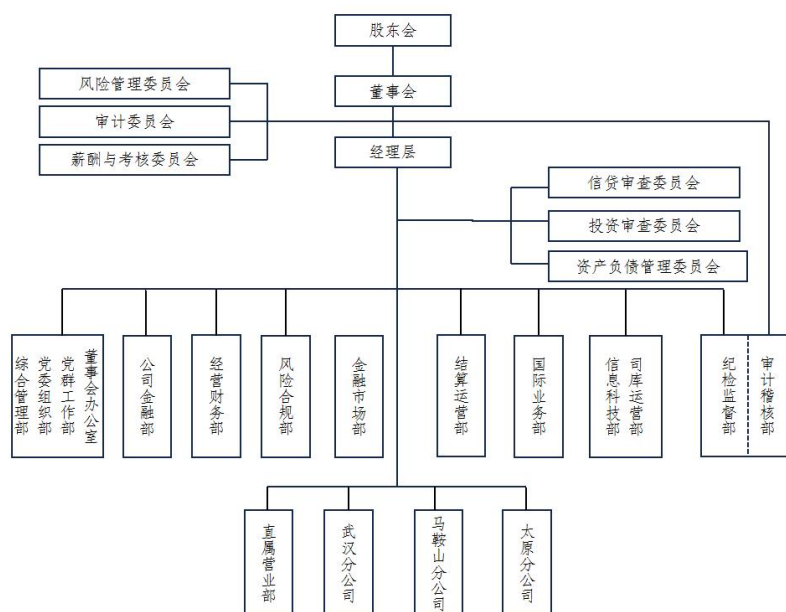 股东会
董事会
经理层
风险管理委员会
审计委员会
薪酬与考核委员会
信贷审查委员会
投资审查委员会
资产负债管理委员会
综合管理部
党委组织部
党群工作部
董事会办公室
公司金融部
经营财务部
风险合规部
金融市场部
结算运营部
国际业务部
信息科技部
司库运营部
纪检监督部
审计稽核部
直属营业部
武汉分公司
马鞍山分公司
太原分公司